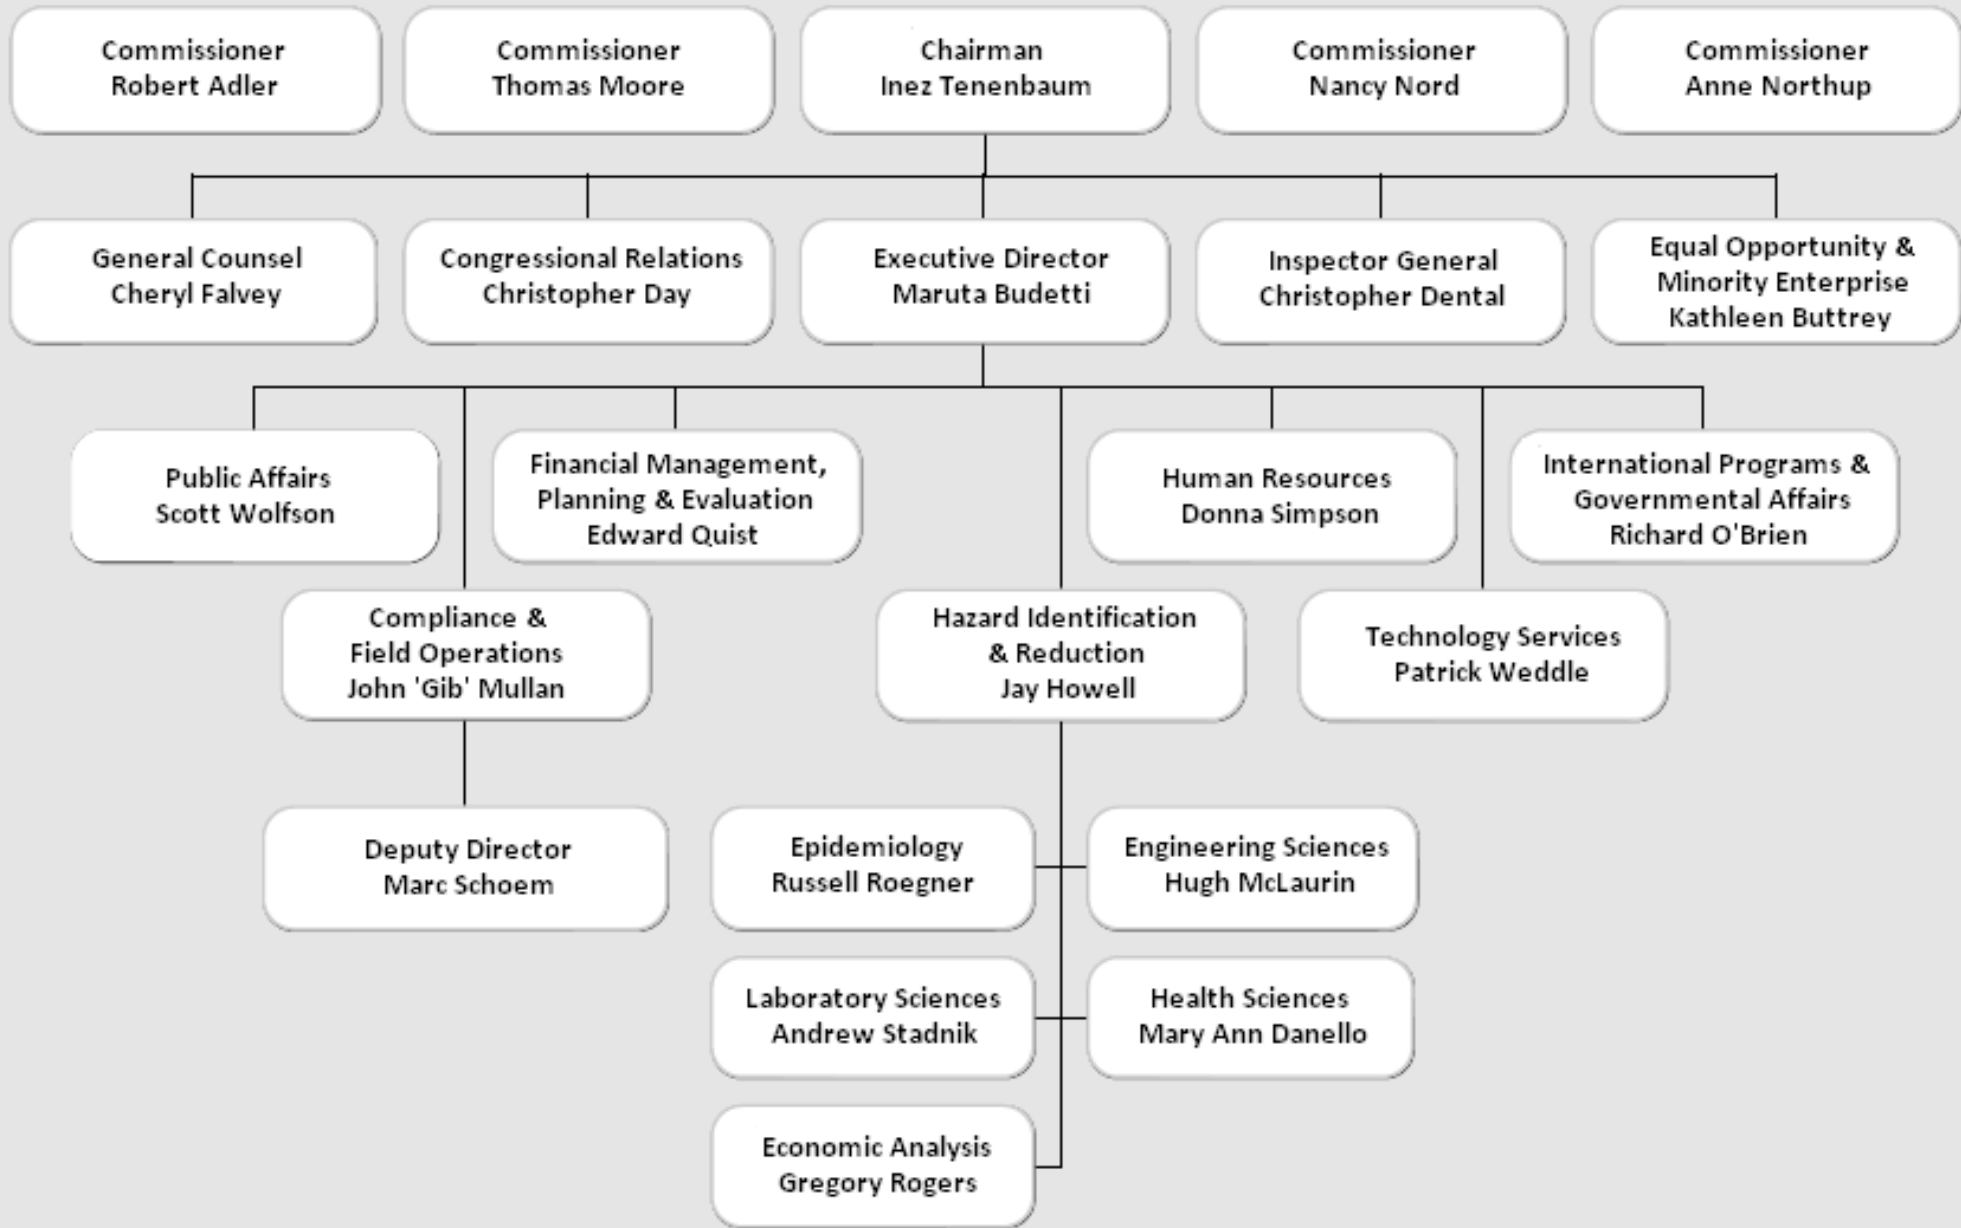 Commissioner
Robert Adler
Commissioner
Thomas Moore
Chairman
Inez Tenenbaum
Commissioner
Nancy Nord
Commissioner
Anne Northup
General Counsel
Cheryl Falvey
Congressional Relations
Christopher Day
Executive Director
Maruta Budetti
Inspector General
Christopher Dental
Equal Opportunity &
Minority Enterprise
Kathleen Buttrey
Public Affairs
Scott Wolfson
Financial Management,
Planning & Evaluation
Edward Quist
Human Resources
Donna Simpson
International Programs &
Governmental Affairs
Richard O'Brien
Compliance &
Field Operations
John 'Gib' Mullan
Hazard Identification
& Reduction
Jay Howell
Technology Services
Patrick Weddle
Deputy Director
Marc Schoem
Epidemiology
Russell Roegner
Engineering Sciences
Hugh McLaurin
Laboratory Sciences
Andrew Stadnik
Health Sciences
Mary Ann Danello
Economic Analysis
Gregory Rogers